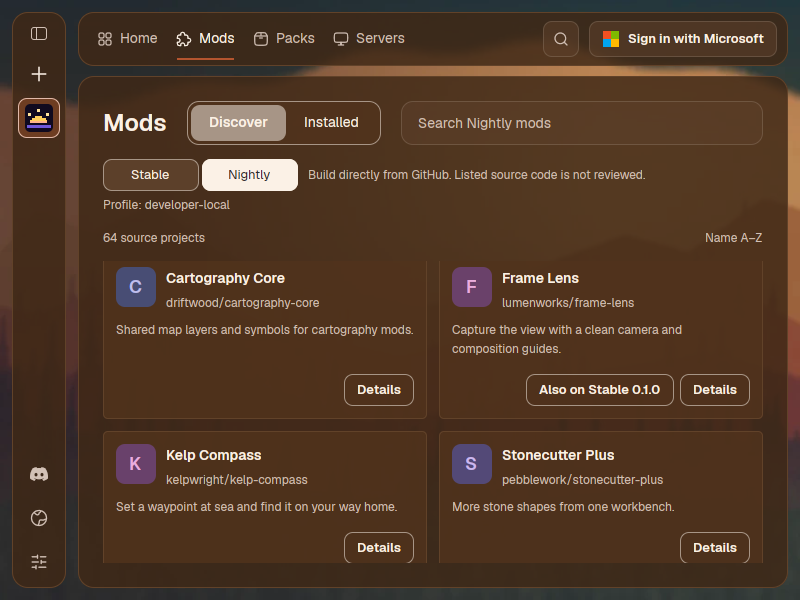 Home Mods Packs Servers Sign in with Microsoft
Mods Discover Installed Search Nightly mods
Stable Nightly Build directly from GitHub. Listed source code is not reviewed.
Profile: developer-local
64 source projects Name A–Z
C Cartography Core
driftwood/cartography-core
Shared map layers and symbols for cartography mods.
Details
F Frame Lens
lumenworks/frame-lens
Capture the view with a clean camera and
composition guides.
Also on Stable 0.1.0 Details
K Kelp Compass
kelpwright/kelp-compass
Set a waypoint at sea and find it on your way home.
Details
S Stonecutter Plus
pebblework/stonecutter-plus
More stone shapes from one workbench.
Details